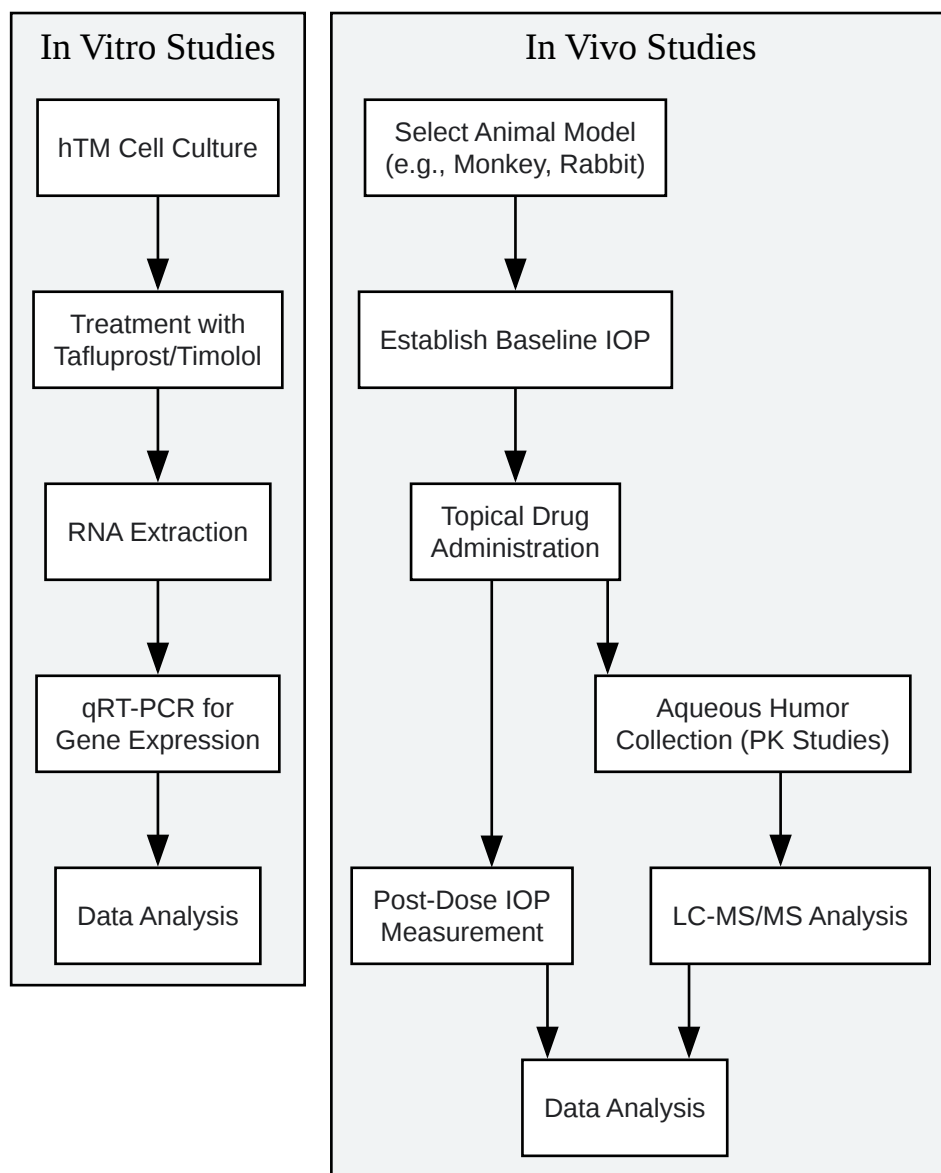 In Vitro Studies
hTM Cell Culture
Treatment with
Tafluprost/Timolol
RNA Extraction
qRT-PCR for
Gene Expression
Data Analysis
In Vivo Studies
Select Animal Model
(e.g., Monkey, Rabbit)
Establish Baseline IOP
Topical Drug
Administration
Aqueous Humor
Collection (PK Studies)
Post-Dose IOP
Measurement
LC-MS/MS Analysis
Data Analysis